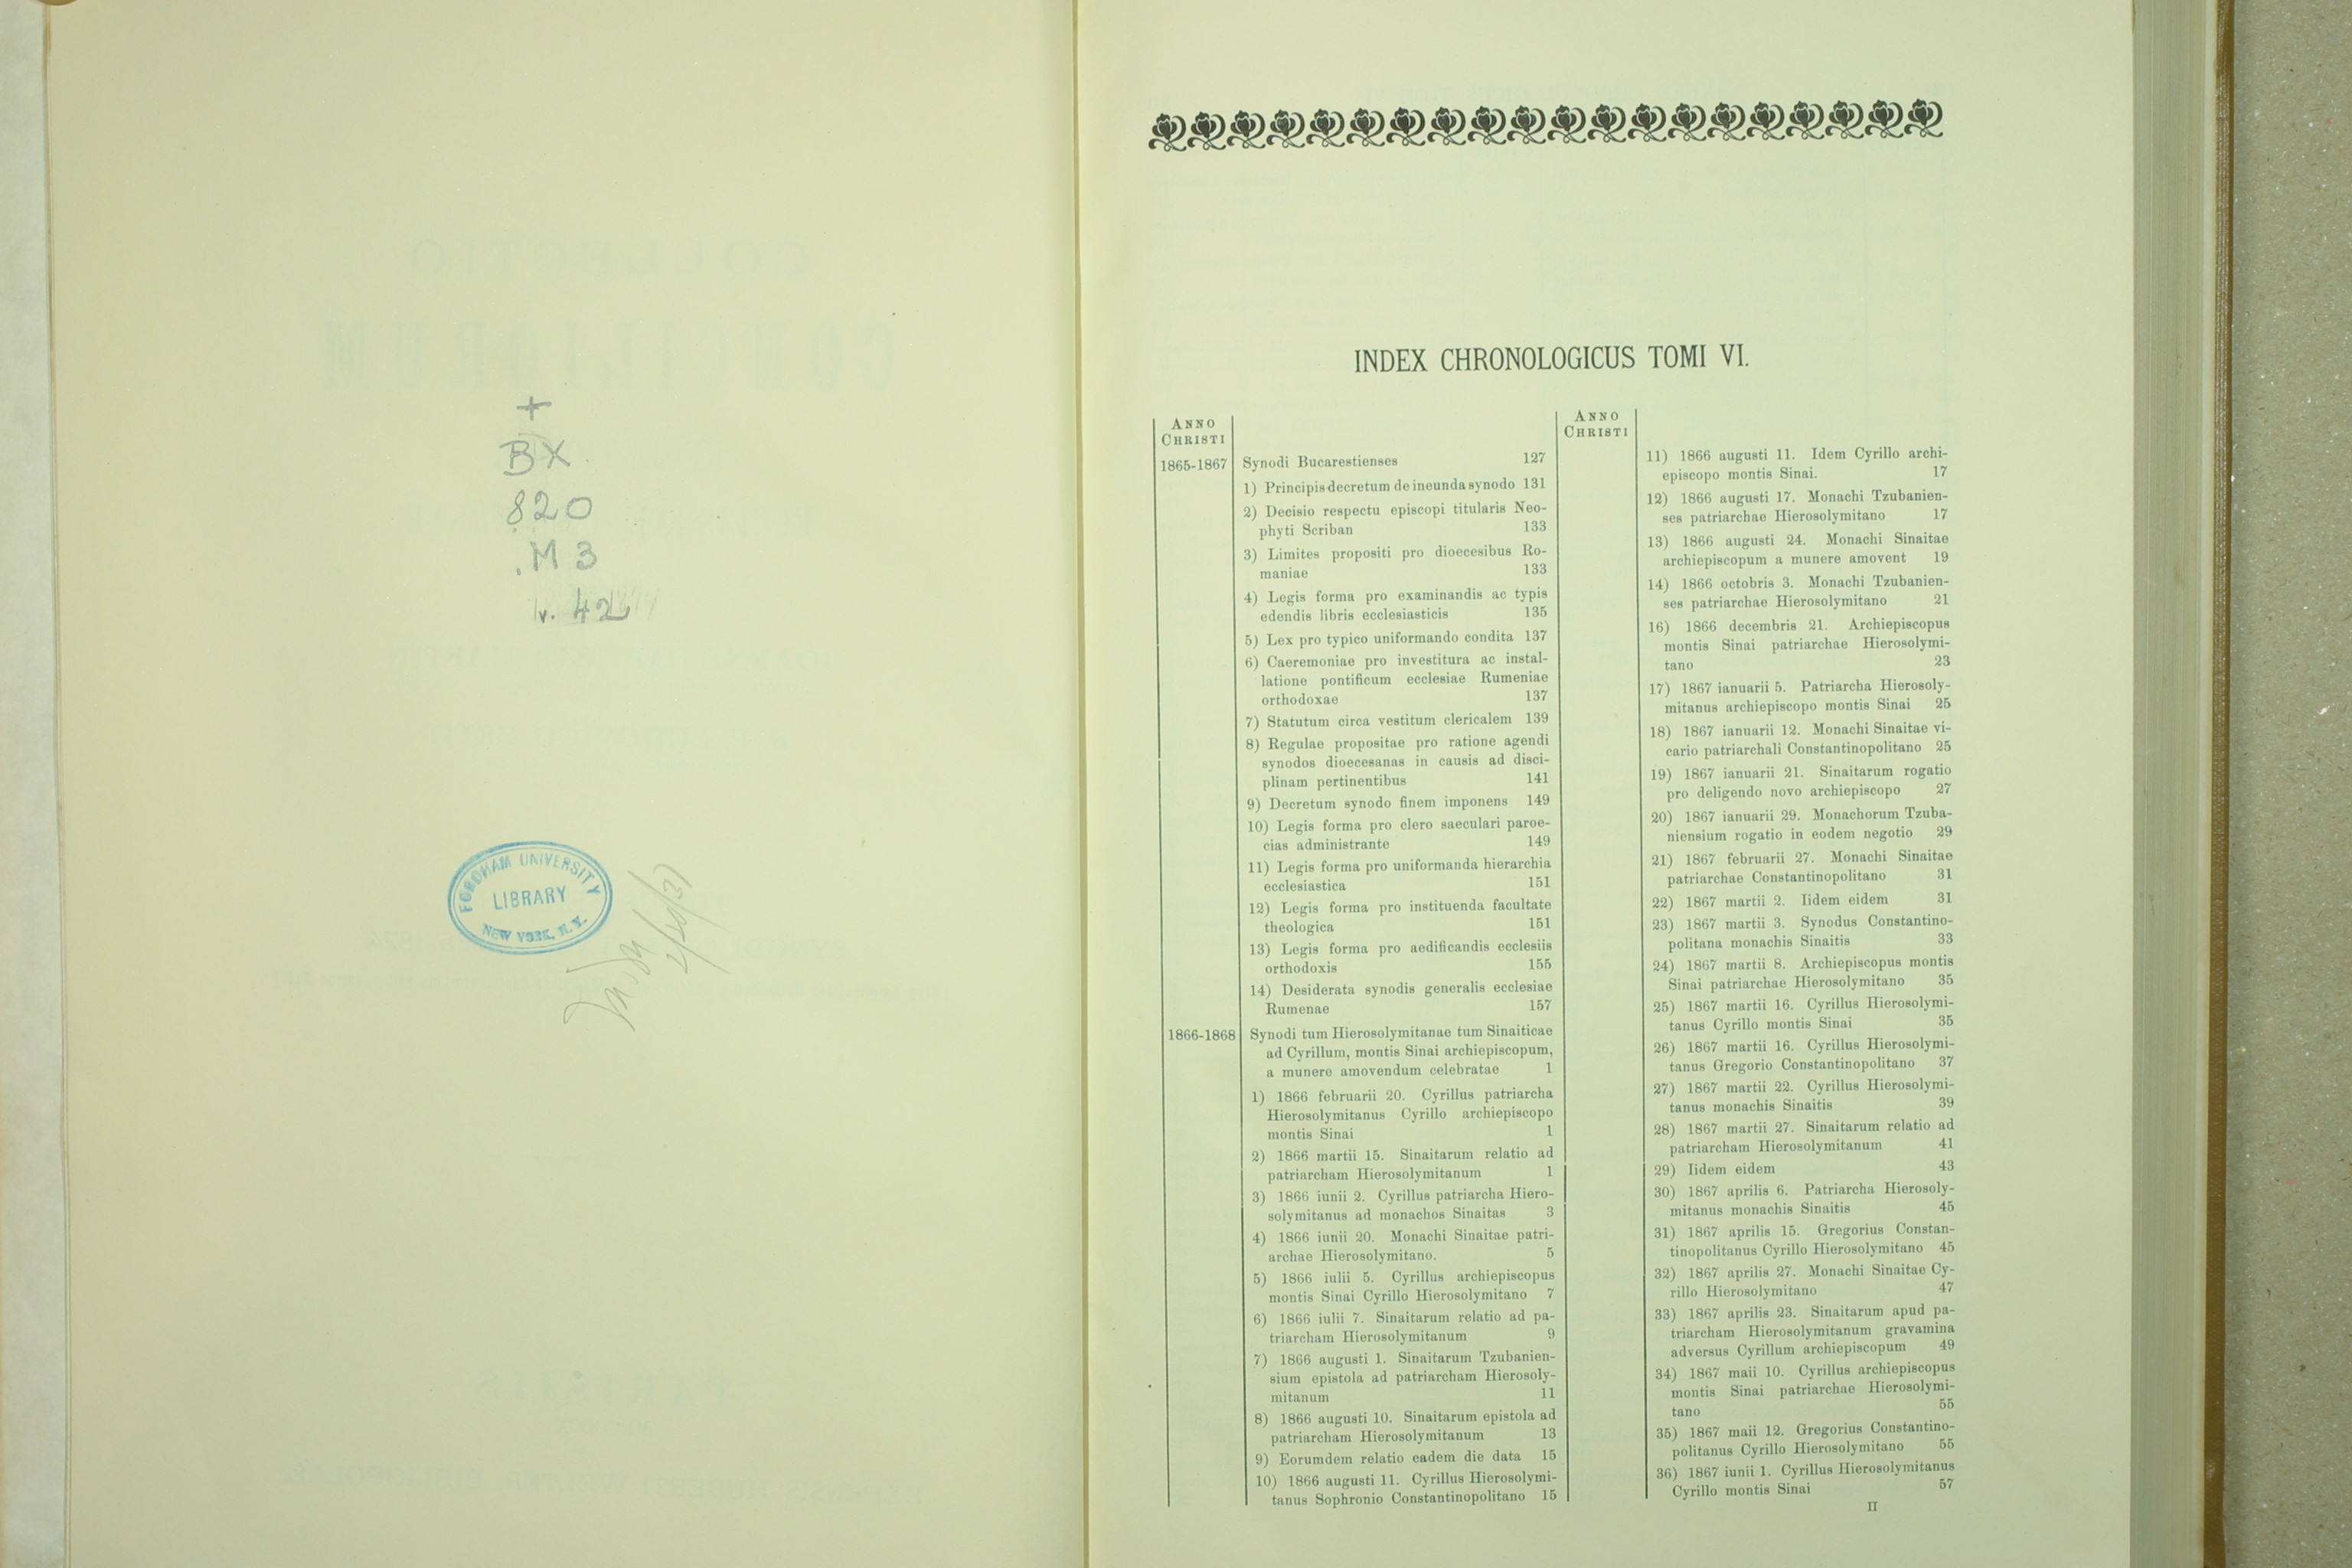 +
BX
820
.M3
v. 42
FORDHAM UNIVERSITY
LIBRARY
NEW YORK, N.Y.
INDEX CHRONOLOGICUS TOMI VI.
ANNO
CHRISTI
1865-1867 Synodi Bucarestienses 127
1) Principis decretum de ineunda synodo 131
2) Decisio respectu episcopi titularis Neo-
phyti Scriban 133
3) Limites propositi pro dioecesibus Ro-
maniae 133
4) Legis forma pro examinandis ac typis
edendis libris ecclesiasticis 135
5) Lex pro typico uniformando condita 137
6) Caeremoniae pro investitura ac instal-
latione pontificum ecclesiae Rumeniae
orthodoxae 137
7) Statutum circa vestitum clericalem 139
8) Regulae propositae pro ratione agendi
synodos dioecesanas in causis ad disci-
plinam pertinentibus 141
9) Decretum synodo finem imponens 149
10) Legis forma pro clero saeculari paroe-
cias administrante 149
11) Legis forma pro uniformanda hierarchia
ecclesiastica 151
12) Legis forma pro instituenda facultate
theologica 151
13) Legis forma pro aedificandis ecclesiis
orthodoxis 155
14) Desiderata synodis generalis ecclesiae
Rumenae 157
1866-1868 Synodi tum Hierosolymitanae tum Sinaiticae
ad Cyrillum, montis Sinai archiepiscopum,
a munere amovendum celebratae 1
1) 1866 februarii 20. Cyrillus patriarcha
Hierosolymitanus Cyrillo archiepiscopo
montis Sinai 1
2) 1866 martii 15. Sinaitarum relatio ad
patriarcham Hierosolymitanum 1
3) 1866 iunii 2. Cyrillus patriarcha Hiero-
solymitanus ad monachos Sinaitas 3
4) 1866 iunii 20. Monachi Sinaitae patri-
archae Hierosolymitano. 5
5) 1866 iulii 5. Cyrillus archiepiscopus
montis Sinai Cyrillo Hierosolymitano 7
6) 1866 iulii 7. Sinaitarum relatio ad pa-
triarcham Hierosolymitanum 9
7) 1866 augusti 1. Sinaitarum Tzubanien-
sium epistola ad patriarcham Hierosoly-
mitanum 11
8) 1866 augusti 10. Sinaitarum epistola ad
patriarcham Hierosolymitanum 13
9) Eorumdem relatio eadem die data 15
10) 1866 augusti 11. Cyrillus Hierosolymi-
tanus Sophronio Constantinopolitano 15
ANNO
CHRISTI
11) 1866 augusti 11. Idem Cyrillo archi-
episcopo montis Sinai. 17
12) 1866 augusti 17. Monachi Tzubanien-
ses patriarchae Hierosolymitano 17
13) 1866 augusti 24. Monachi Sinaitae
archiepiscopum a munere amovent 19
14) 1866 octobris 3. Monachi Tzubanien-
ses patriarchae Hierosolymitano 21
16) 1866 decembris 21. Archiepiscopus
montis Sinai patriarchae Hierosolymi-
tano 23
17) 1867 ianuarii 5. Patriarcha Hierosoly-
mitanus archiepiscopo montis Sinai 25
18) 1867 ianuarii 12. Monachi Sinaitae vi-
cario patriarchali Constantinopolitano 25
19) 1867 ianuarii 21. Sinaitarum rogatio
pro deligendo novo archiepiscopo 27
20) 1867 ianuarii 29. Monachorum Tzuba-
niensium rogatio in eodem negotio 29
21) 1867 februarii 27. Monachi Sinaitae
patriarchae Constantinopolitano 31
22) 1867 martii 2. Iidem eidem 31
23) 1867 martii 3. Synodus Constantino-
politana monachis Sinaitis 33
24) 1867 martii 8. Archiepiscopus montis
Sinai patriarchae Hierosolymitano 35
25) 1867 martii 16. Cyrillus Hierosolymi-
tanus Cyrillo montis Sinai 35
26) 1867 martii 16. Cyrillus Hierosolymi-
tanus Gregorio Constantinopolitano 37
27) 1867 martii 22. Cyrillus Hierosolymi-
tanus monachis Sinaitis 39
28) 1867 martii 27. Sinaitarum relatio ad
patriarcham Hierosolymitanum 41
29) Iidem eidem 43
30) 1867 aprilis 6. Patriarcha Hierosoly-
mitanus monachis Sinaitis 45
31) 1867 aprilis 15. Gregorius Constan-
tinopolitanus Cyrillo Hierosolymitano 45
32) 1867 aprilis 27. Monachi Sinaitae Cy-
rillo Hierosolymitano 47
33) 1867 aprilis 23. Sinaitarum apud pa-
triarcham Hierosolymitanum gravamina
adversus Cyrillum archiepiscopum 49
34) 1867 maii 10. Cyrillus archiepiscopus
montis Sinai patriarchae Hierosolymi-
tano 55
35) 1867 maii 12. Gregorius Constantino-
politanus Cyrillo Hierosolymitano 55
36) 1867 iunii 1. Cyrillus Hierosolymitanus
Cyrillo montis Sinai 57
II